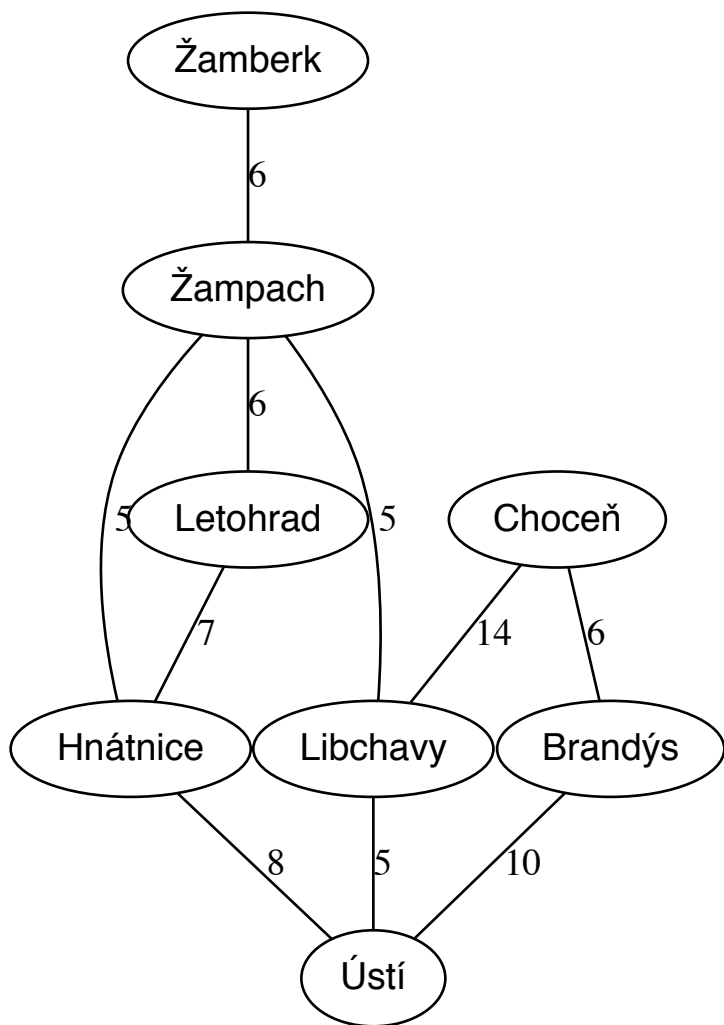 Žamberk
6
Žampach
6
5
Letohrad
5
Choceň
7
14
6
Hnátnice
Libchavy
Brandýs
8
5
10
Ústí